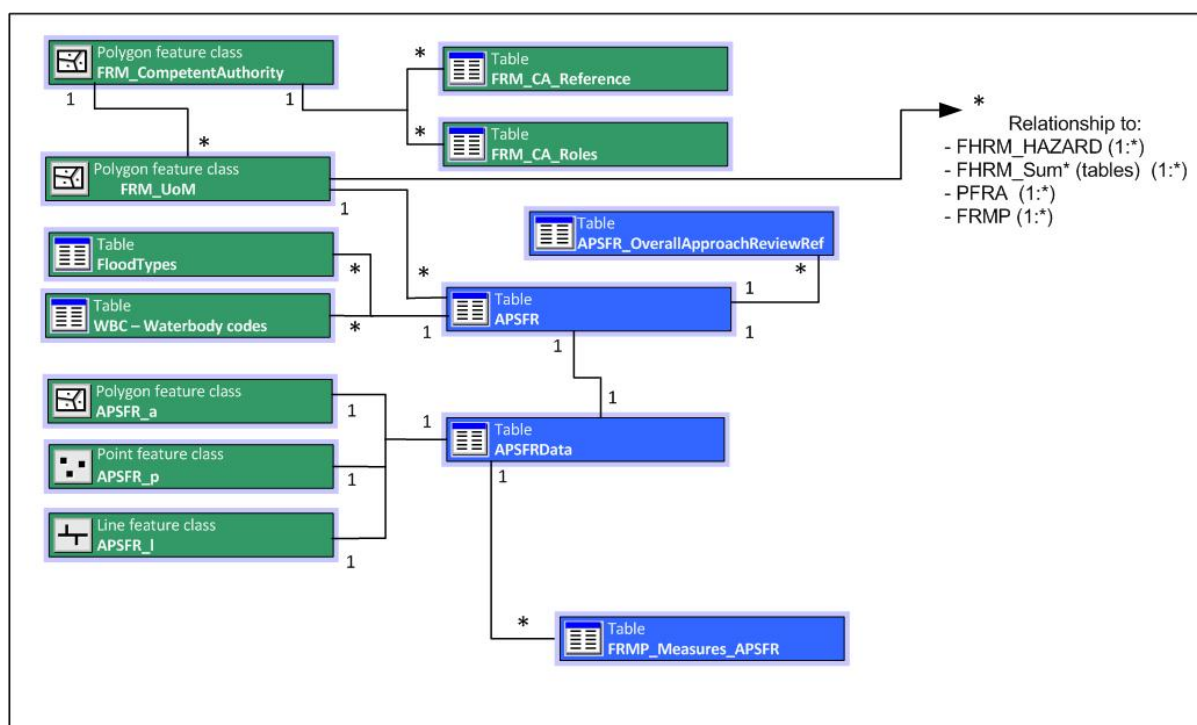 Polygon feature class
FRM_CompetentAuthority
1
1
*
Table
FRM_CA_Reference
*
Table
FRM_CA_Roles
*
Polygon feature class
FRM_UoM
1
*
Relationship to:
- FHRM_HAZARD (1:*)
- FHRM_Sum* (tables) (1:*)
- PFRA (1:*)
- FRMP (1:*)
Table
APSFR_OverallApproachReviewRef
*
Table
FloodTypes
*
*
Table
WBC – Waterbody codes
*
1
Table
APSFR
1
1
1
1
Polygon feature class
APSFR_a
1
1
Table
APSFRData
1
Point feature class
APSFR_p
1
Line feature class
APSFR_l
1
*
Table
FRMP_Measures_APSFR